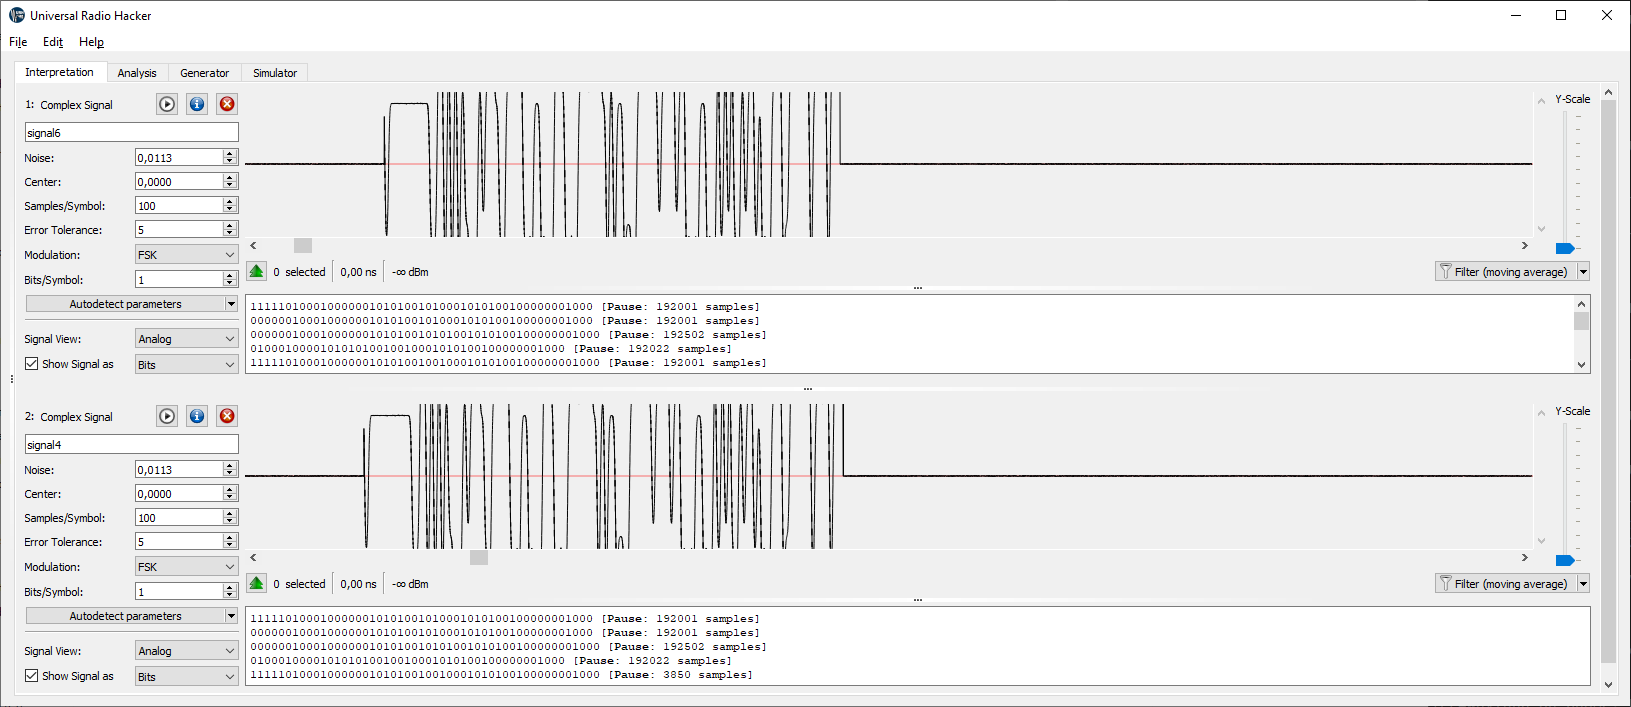 Universal Radio Hacker
File Edit Help
Interpretation Analysis Generator Simulator
1: Complex Signal
signal6
Noise: 0,0113
Center: 0,0000
Samples/Symbol: 100
Error Tolerance: 5
Modulation: FSK
Bits/Symbol: 1
Autodetect parameters
Signal View: Analog
Show Signal as Bits
Y-Scale
0 selected 0,00 ns -∞ dBm
Filter (moving average)
1111101000100000010101001010001010100100000001000 [Pause: 192001 samples]
0000001000100000010101001010001010100100000001000 [Pause: 192001 samples]
00000010001000000101010010010001010100100000001000 [Pause: 192502 samples]
010001000010101010010010001010100100000001000 [Pause: 192022 samples]
11111010001000000101010010010001010100100000001000 [Pause: 192001 samples]
2: Complex Signal
signal4
Noise: 0,0113
Center: 0,0000
Samples/Symbol: 100
Error Tolerance: 5
Modulation: FSK
Bits/Symbol: 1
Autodetect parameters
Signal View: Analog
Show Signal as Bits
Y-Scale
0 selected 0,00 ns -∞ dBm
Filter (moving average)
1111101000100000010101001010001010100100000001000 [Pause: 192001 samples]
0000001000100000010101001010001010100100000001000 [Pause: 192001 samples]
00000010001000000101010010010001010100100000001000 [Pause: 192502 samples]
010001000010101010010010001010100100000001000 [Pause: 192022 samples]
11111010001000000101010010010001010100100000001000 [Pause: 3850 samples]